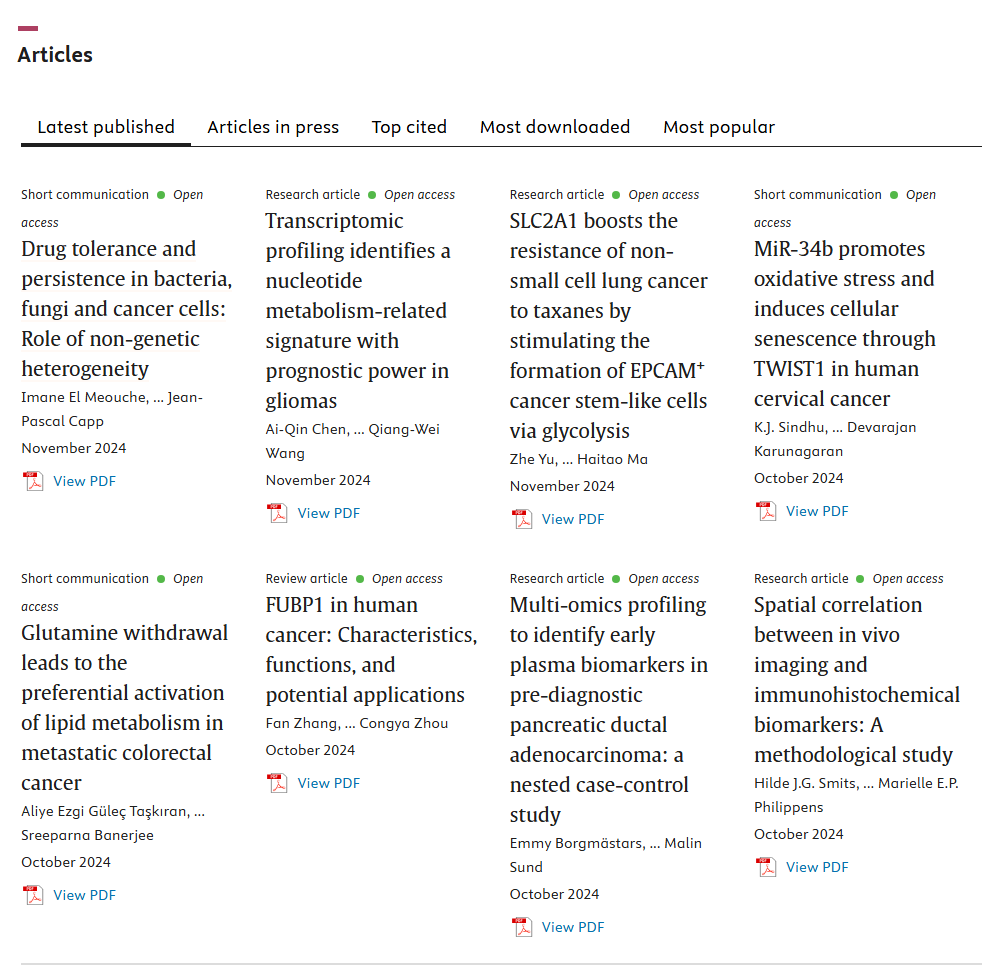 Articles
Latest published
Articles in press
Top cited
Most downloaded
Most popular
Short communication ● Open
access
Drug tolerance and
persistence in bacteria,
fungi and cancer cells:
Role of non-genetic
heterogeneity
Imane El Meouche, ... Jean-
Pascal Capp
November 2024
View PDF
Research article ● Open access
Transcriptomic
profiling identifies a
nucleotide
metabolism-related
signature with
prognostic power in
gliomas
Ai-Qin Chen, ... Qiang-Wei
Wang
November 2024
View PDF
Research article ● Open access
SLC2A1 boosts the
resistance of non-
small cell lung cancer
to taxanes by
stimulating the
formation of EPCAM⁺
cancer stem-like cells
via glycolysis
Zhe Yu, ... Haitao Ma
November 2024
View PDF
Short communication ● Open
access
MiR-34b promotes
oxidative stress and
induces cellular
senescence through
TWIST1 in human
cervical cancer
K.J. Sindhu, ... Devarajan
Karunagaran
October 2024
View PDF
Short communication ● Open
access
Glutamine withdrawal
leads to the
preferential activation
of lipid metabolism in
metastatic colorectal
cancer
Aliye Ezgi Güleç Taşkıran, ...
Sreeparna Banerjee
October 2024
View PDF
Review article ● Open access
FUBP1 in human
cancer: Characteristics,
functions, and
potential applications
Fan Zhang, ... Congya Zhou
October 2024
View PDF
Research article ● Open access
Multi-omics profiling
to identify early
plasma biomarkers in
pre-diagnostic
pancreatic ductal
adenocarcinoma: a
nested case-control
study
Emmy Borgmästars, ... Malin
Sund
October 2024
View PDF
Research article ● Open access
Spatial correlation
between in vivo
imaging and
immunohistochemical
biomarkers: A
methodological study
Hilde J.G. Smits, ... Marielle E.P.
Philippens
October 2024
View PDF